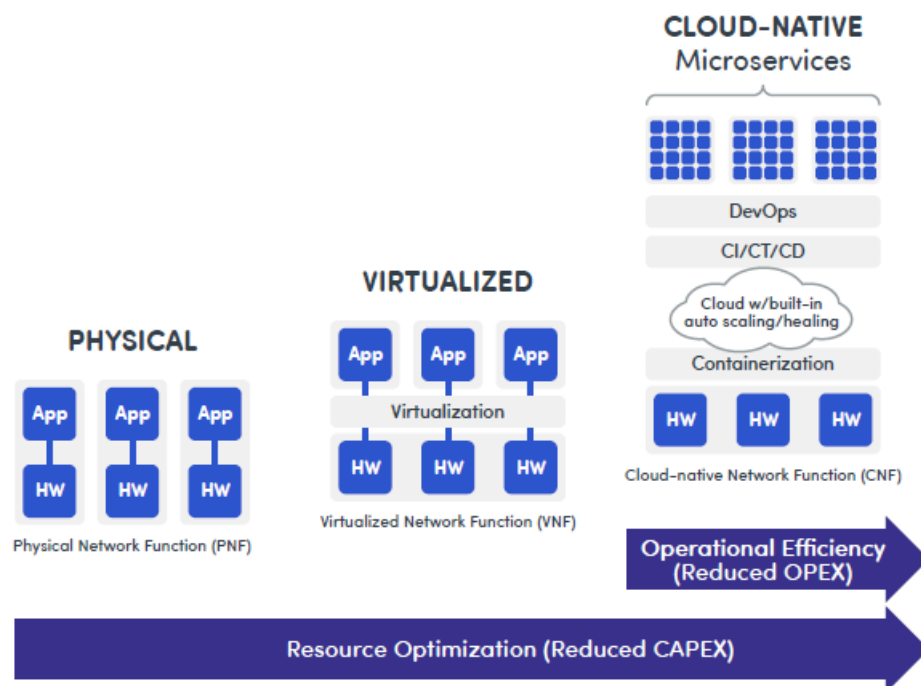 CLOUD-NATIVE
Microservices
DevOps
CI/CT/CD
Cloud w/built-in
auto scaling/healing
Containerization
HW HW HW
Cloud-native Network Function (CNF)
VIRTUALIZED
App App App
Virtualization
HW HW HW
Virtualized Network Function (VNF)
PHYSICAL
App App App
HW HW HW
Physical Network Function (PNF)
Operational Efficiency
(Reduced OPEX)
Resource Optimization (Reduced CAPEX)